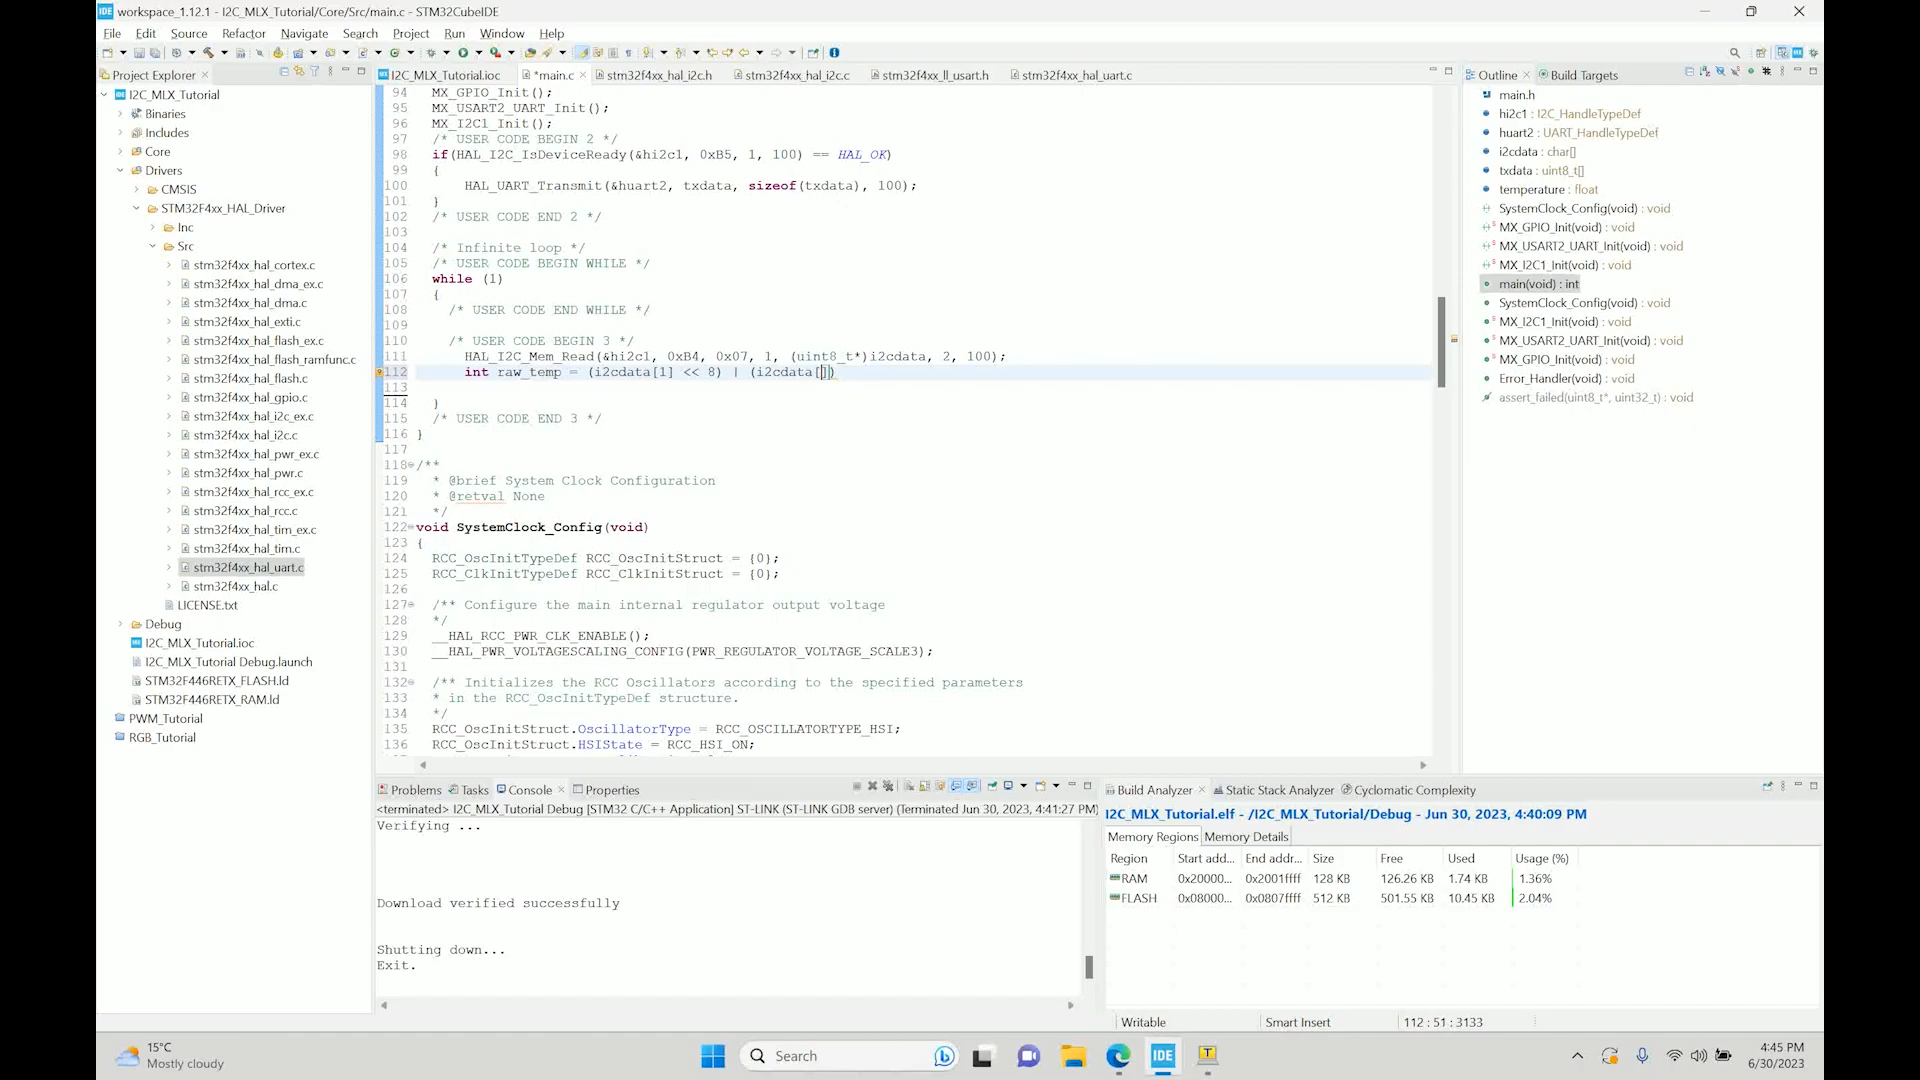 IDE workspace_1.12.1 - I2C_MLX_Tutorial/Core/Src/main.c - STM32CubeIDE
File Edit Source Refactor Navigate Search Project Run Window Help
Project Explorer
I2C_MLX_Tutorial
Binaries
Includes
Core
Drivers
CMSIS
STM32F4xx_HAL_Driver
Inc
Src
stm32f4xx_hal_cortex.c
stm32f4xx_hal_dma_ex.c
stm32f4xx_hal_dma.c
stm32f4xx_hal_exti.c
stm32f4xx_hal_flash_ex.c
stm32f4xx_hal_flash_ramfunc.c
stm32f4xx_hal_flash.c
stm32f4xx_hal_gpio.c
stm32f4xx_hal_i2c_ex.c
stm32f4xx_hal_i2c.c
stm32f4xx_hal_pwr_ex.c
stm32f4xx_hal_pwr.c
stm32f4xx_hal_rcc_ex.c
stm32f4xx_hal_rcc.c
stm32f4xx_hal_tim_ex.c
stm32f4xx_hal_tim.c
stm32f4xx_hal_uart.c
stm32f4xx_hal.c
LICENSE.txt
Debug
I2C_MLX_Tutorial.ioc
I2C_MLX_Tutorial Debug.launch
STM32F446RETX_FLASH.ld
STM32F446RETX_RAM.ld
PWM_Tutorial
RGB_Tutorial
I2C_MLX_Tutorial.ioc *main.c stm32f4xx_hal_i2c.h stm32f4xx_hal_i2c.c stm32f4xx_ll_usart.h stm32f4xx_hal_uart.c
94 MX_GPIO_Init();
95 MX_USART2_UART_Init();
96 MX_I2C1_Init();
97 /* USER CODE BEGIN 2 */
98 if(HAL_I2C_IsDeviceReady(&hi2c1, 0xB5, 1, 100) == HAL_OK)
99 {
100 HAL_UART_Transmit(&huart2, txdata, sizeof(txdata), 100);
101 }
102 /* USER CODE END 2 */
103
104 /* Infinite loop */
105 /* USER CODE BEGIN WHILE */
106 while (1)
107 {
108 /* USER CODE END WHILE */
109
110 /* USER CODE BEGIN 3 */
111 HAL_I2C_Mem_Read(&hi2c1, 0xB4, 0x07, 1, (uint8_t*)i2cdata, 2, 100);
112 int raw_temp = (i2cdata[1] << 8) | (i2cdata[])
113
114 }
115 /* USER CODE END 3 */
116 }
117
118 /**
119 * @brief System Clock Configuration
120 * @retval None
121 */
122 void SystemClock_Config(void)
123 {
124 RCC_OscInitTypeDef RCC_OscInitStruct = {0};
125 RCC_ClkInitTypeDef RCC_ClkInitStruct = {0};
126
127 /** Configure the main internal regulator output voltage
128 */
129 __HAL_RCC_PWR_CLK_ENABLE();
130 __HAL_PWR_VOLTAGESCALING_CONFIG(PWR_REGULATOR_VOLTAGE_SCALE3);
131
132 /** Initializes the RCC Oscillators according to the specified parameters
133 * in the RCC_OscInitTypeDef structure.
134 */
135 RCC_OscInitStruct.OscillatorType = RCC_OSCILLATORTYPE_HSI;
136 RCC_OscInitStruct.HSIState = RCC_HSI_ON;
Outline Build Targets
main.h
hi2c1 : I2C_HandleTypeDef
huart2 : UART_HandleTypeDef
i2cdata : char[]
txdata : uint8_t[]
temperature : float
SystemClock_Config(void) : void
MX_GPIO_Init(void) : void
MX_USART2_UART_Init(void) : void
MX_I2C1_Init(void) : void
main(void) : int
SystemClock_Config(void) : void
MX_I2C1_Init(void) : void
MX_USART2_UART_Init(void) : void
MX_GPIO_Init(void) : void
Error_Handler(void) : void
assert_failed(uint8_t*, uint32_t) : void
Problems Tasks Console Properties
<terminated> I2C_MLX_Tutorial Debug [STM32 C/C++ Application] ST-LINK (ST-LINK GDB server) (Terminated Jun 30, 2023, 4:41:27 PM)
Verifying ...
Download verified successfully
Shutting down...
Exit.
Build Analyzer Static Stack Analyzer Cyclomatic Complexity
I2C_MLX_Tutorial.elf - /I2C_MLX_Tutorial/Debug - Jun 30, 2023, 4:40:09 PM
Memory Regions Memory Details
Region Start add... End addr... Size Free Used Usage (%)
RAM 0x20000... 0x2001ffff 128 KB 126.26 KB 1.74 KB 1.36%
FLASH 0x08000... 0x0807ffff 512 KB 501.55 KB 10.45 KB 2.04%
Writable Smart Insert 112 : 51 : 3133
15°C
Mostly cloudy
Search
IDE
4:45 PM
6/30/2023